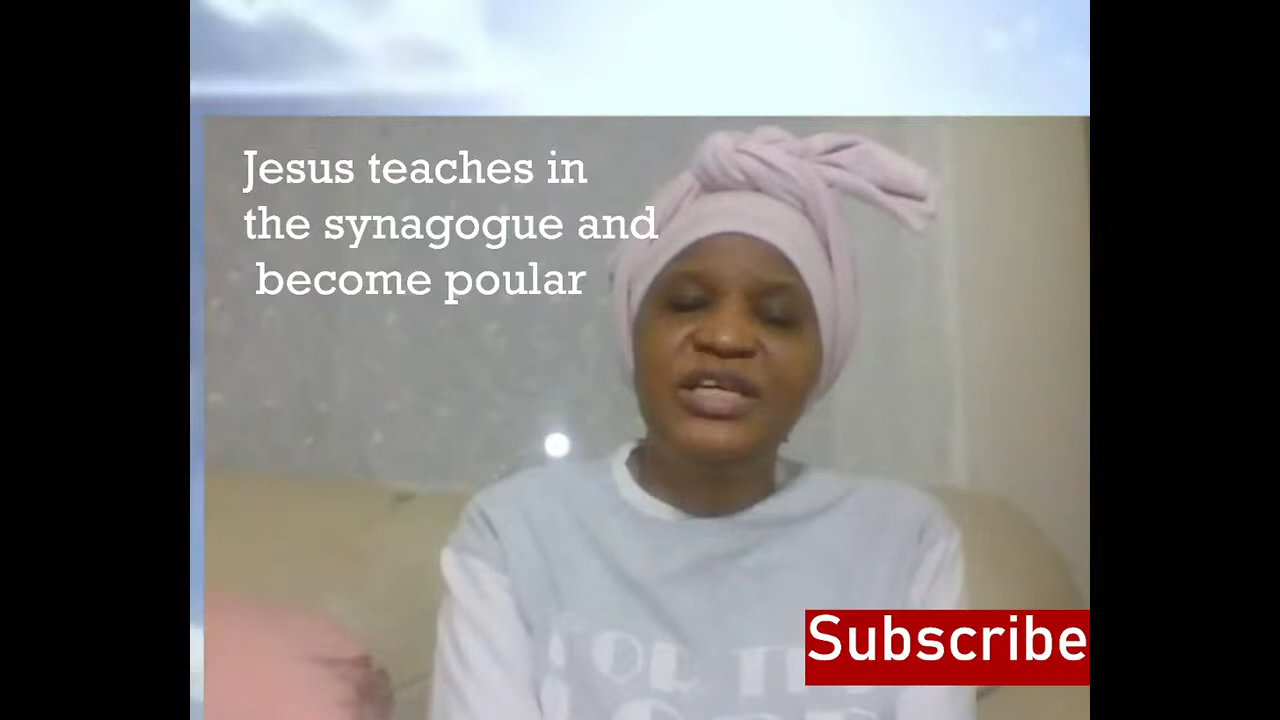 Jesus teaches in
the synagogue and
become poular
Subscribe